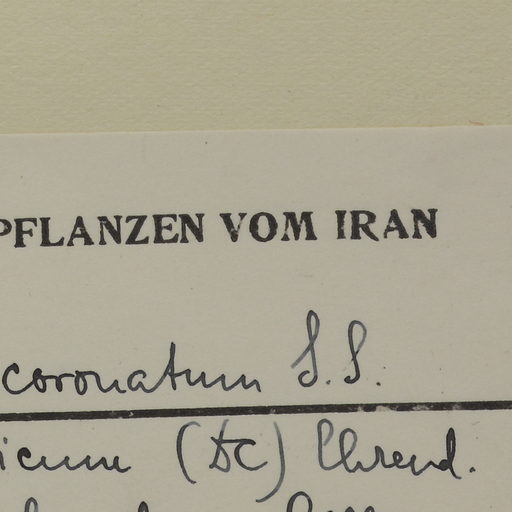 PFLANZEN VOM IRAN
coronatum S.S.
icum (DC) Ehrend.